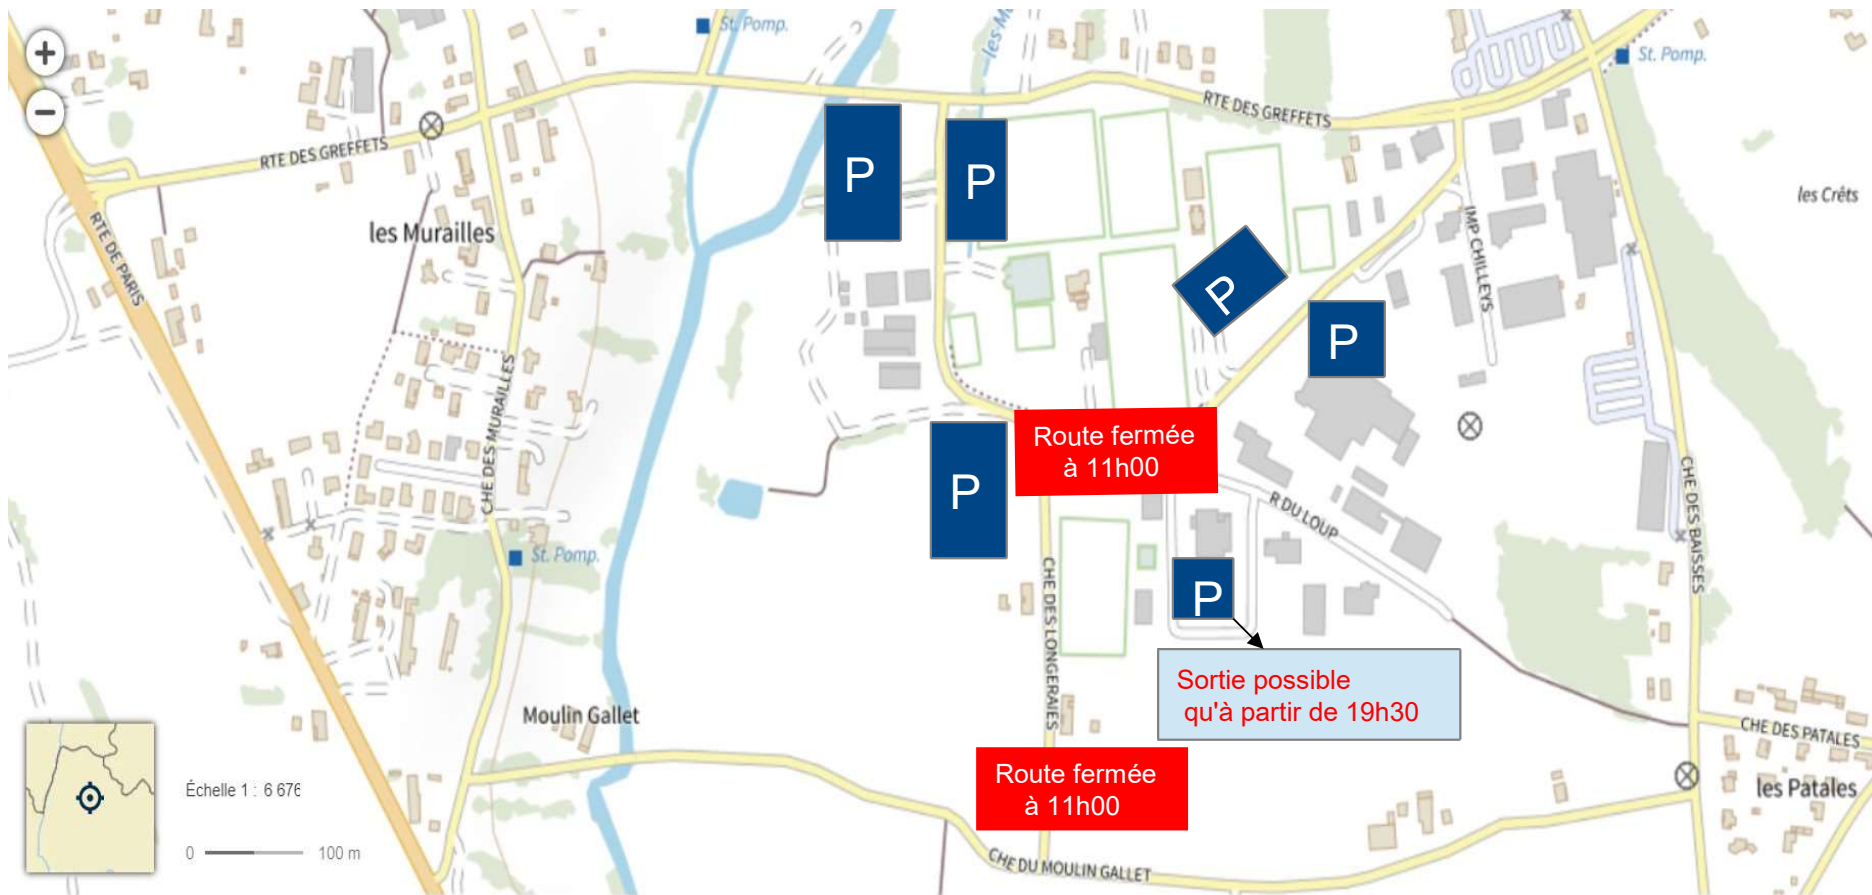 +
−
St. Pomp.
les M
RTE DES GREFFETS
St. Pomp.
RTE DES GREFFETS
les Crêts
P
P
RTE DE PARIS
les Murailles
IMP CHILLEYS
P
P
CHE DES MURAILLES
Route fermée
à 11h00
P
R DU LOUP
CHE DES BAISSES
St. Pomp.
CHE DES LONGERAIES
P
Sortie possible
qu'à partir de 19h30
Moulin Gallet
CHE DES PATALES
Route fermée
à 11h00
les Patales
Échelle 1 : 6 676
0
100 m
CHE DU MOULIN GALLET